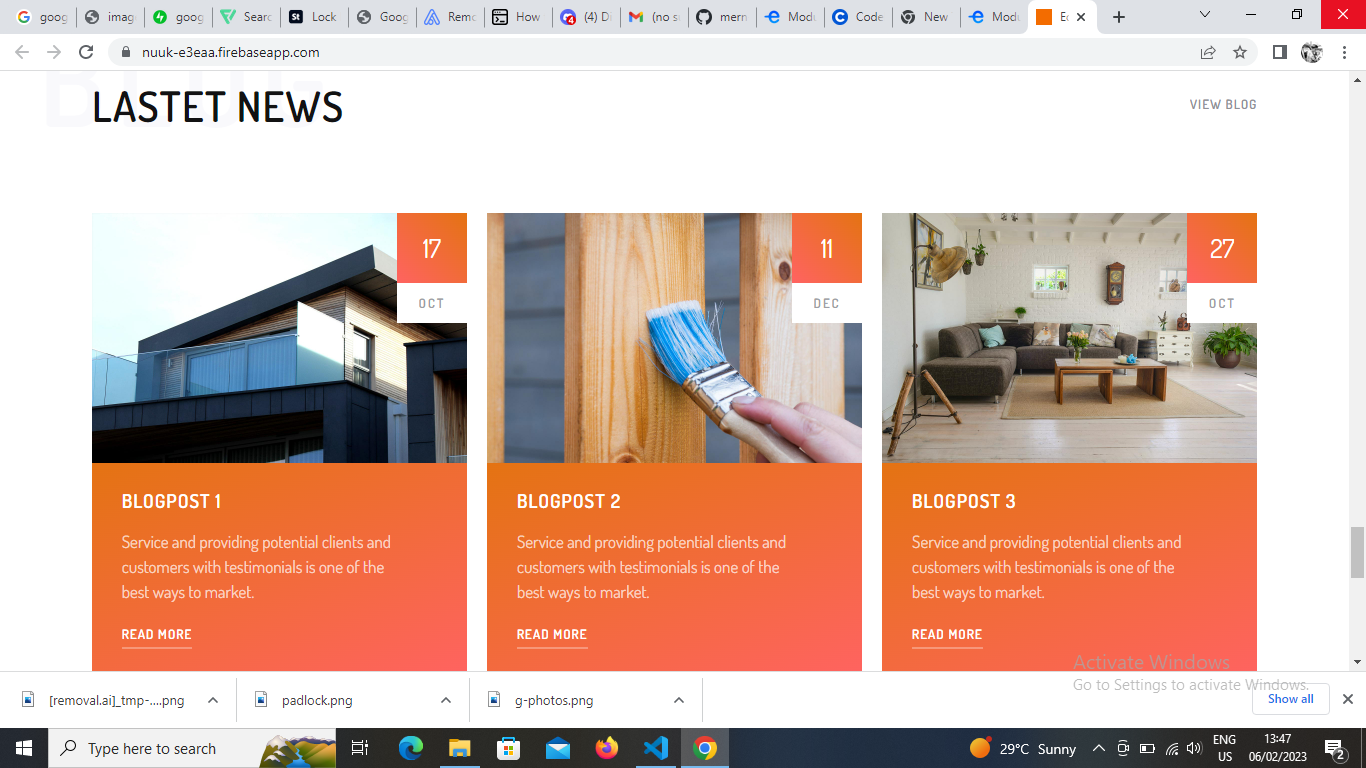 goog
imag
goog
Searc
Lock
Goog
Remo
How
(4) Di
(no su
mern
Modu
Code
New
Modu
Ec
nuuk-e3eaa.firebaseapp.com
LASTET NEWS
VIEW BLOG
17
OCT
11
DEC
27
OCT
BLOGPOST 1
Service and providing potential clients and
customers with testimonials is one of the
best ways to market.
READ MORE
BLOGPOST 2
Service and providing potential clients and
customers with testimonials is one of the
best ways to market.
READ MORE
BLOGPOST 3
Service and providing potential clients and
customers with testimonials is one of the
best ways to market.
READ MORE
Activate Windows
Go to Settings to activate Windows.
[removal.ai]_tmp-....png
padlock.png
g-photos.png
Show all
Type here to search
29°C Sunny
ENG
US
13:47
06/02/2023
2